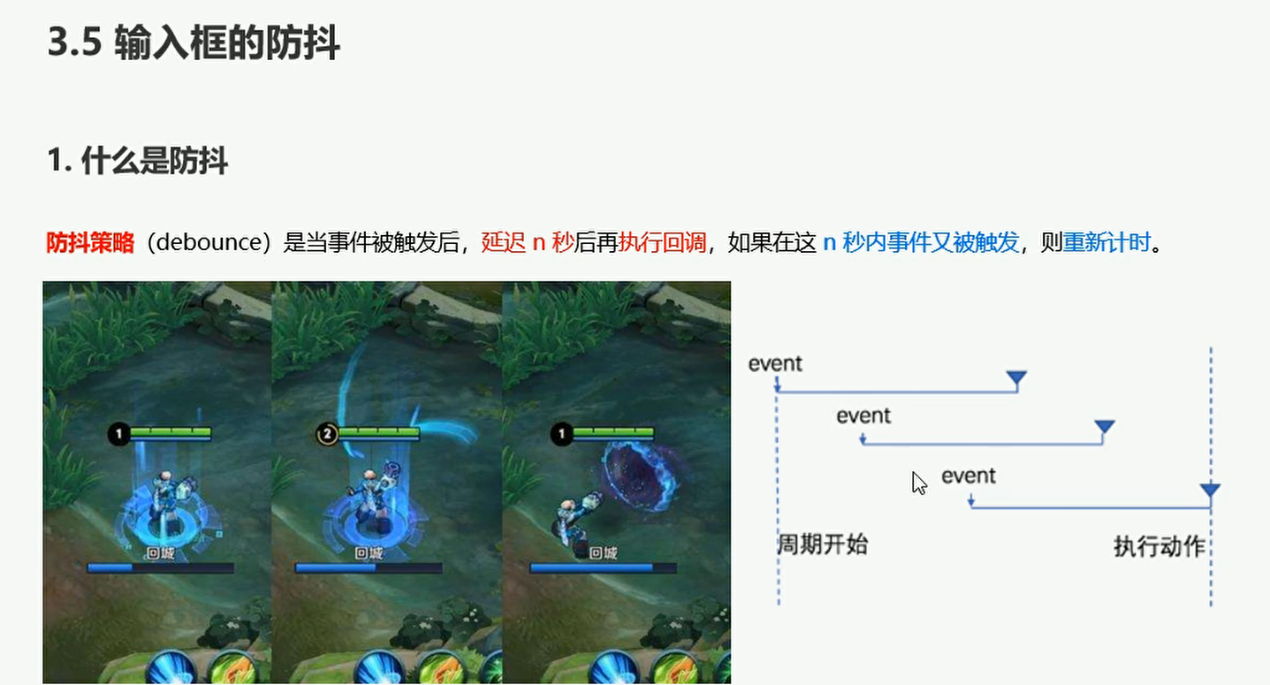 3.5 输入框的防抖
1. 什么是防抖
防抖策略（debounce）是当事件被触发后，延迟 n 秒后再执行回调，如果在这 n 秒内事件又被触发，则重新计时。
1
回城
2
回城
1
回城
event
event
event
周期开始
执行动作